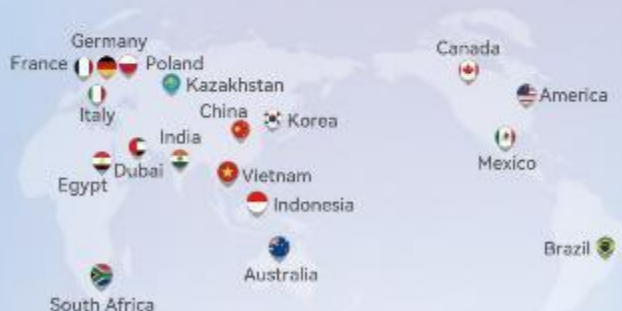 Germany
Canada
France
Poland
Kazakhstan
America
Italy
China
Korea
India
Mexico
Dubai
Egypt
Vietnam
Indonesia
Brazil
Australia
South Africa